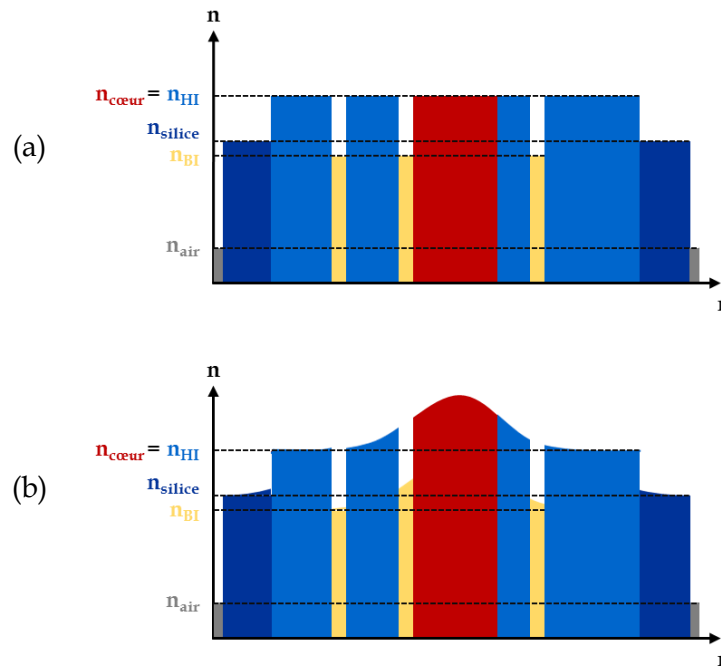 n
n_cœur = n_HI
n_silice
n_BI
n_air
r
(a)
n
n_cœur = n_HI
n_silice
n_BI
n_air
r
(b)